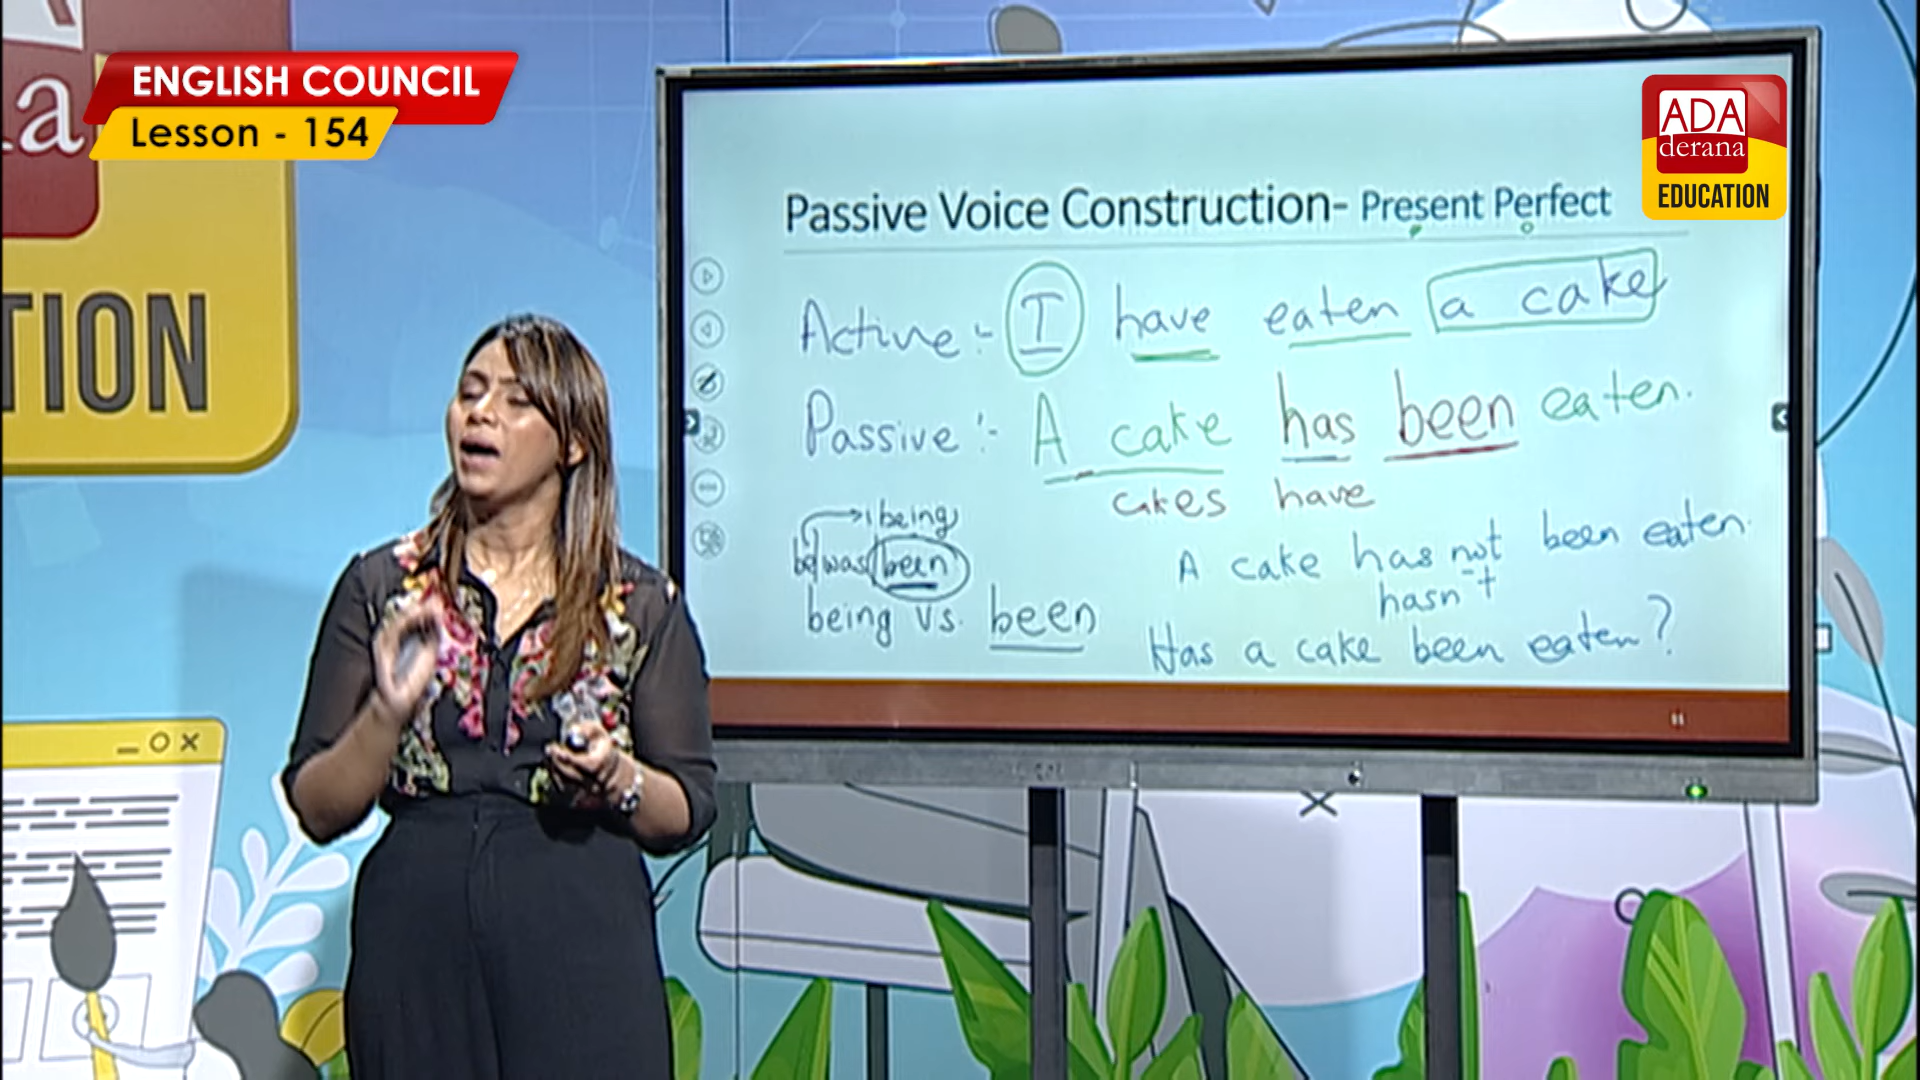 ENGLISH COUNCIL
Lesson - 154
ADA
derana
EDUCATION
a
TION
Passive Voice Construction- Present Perfect
Active :- I have eaten a cake
Passive :- A cake has been eaten.
cakes have
being
be was been
being Vs. been
A cake has not been eaten.
hasn't
Has a cake been eaten?